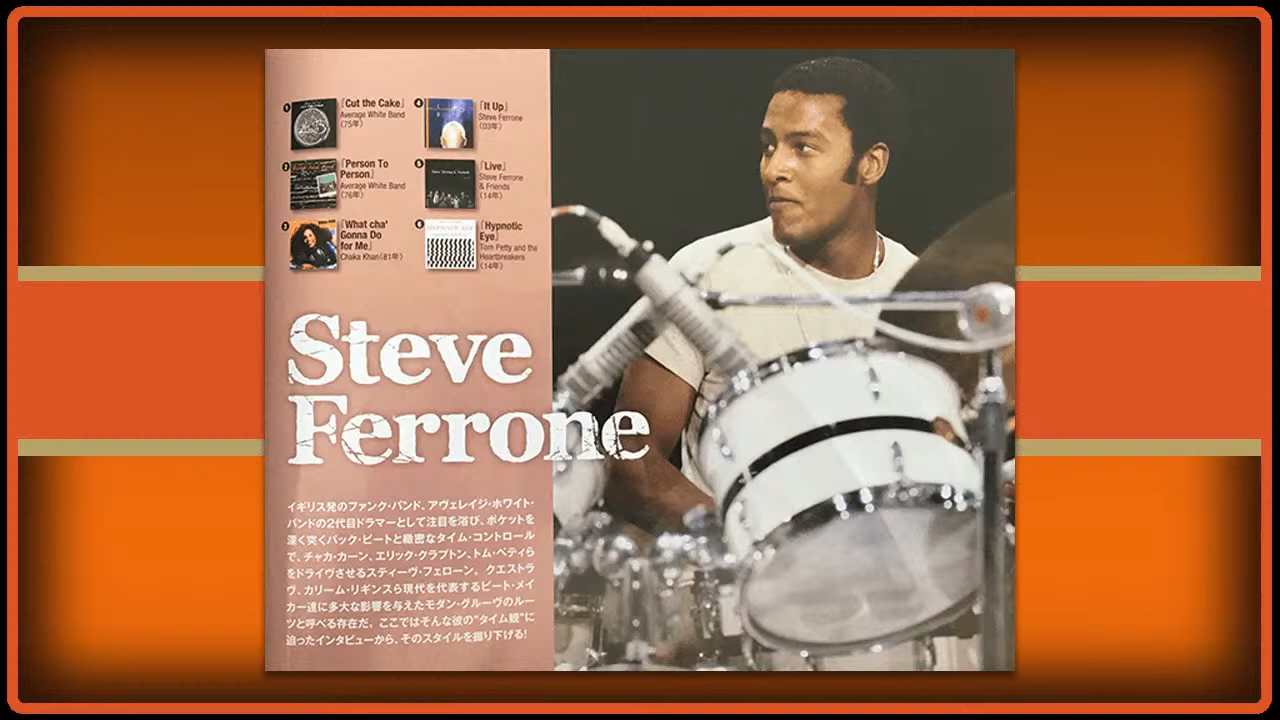 1
『Cut the Cake』
Average White Band
(75年)
2
『Person To
Person』
Average White Band
(76年)
3
『What cha'
Gonna Do
for Me』
Chaka Khan(81年)
4
『It Up』
Steve Ferrone
(03年)
5
『Live』
Steve Ferrone
& Friends
(14年)
6
『Hypnotic
Eye』
Tom Petty and the
Heartbreakers
(14年)
Steve
Ferrone
イギリス発のファンク・バンド、アヴェレイジ・ホワイト・
バンドの2代目ドラマーとして注目を浴び、ポケットを
深く突くバック・ビートと緻密なタイム・コントロール
で、チャカ・カーン、エリック・クラプトン、トム・ペティら
をドライヴさせるスティーヴ・フェローン。クエストラ
ヴ、カリーム・リギンスら現代を代表するビート・メイ
カー達に多大な影響を与えたモダン・グルーヴのルー
ツと呼べる存在だ。ここではそんな彼の"タイム観"に
迫ったインタビューから、そのスタイルを掘り下げる!